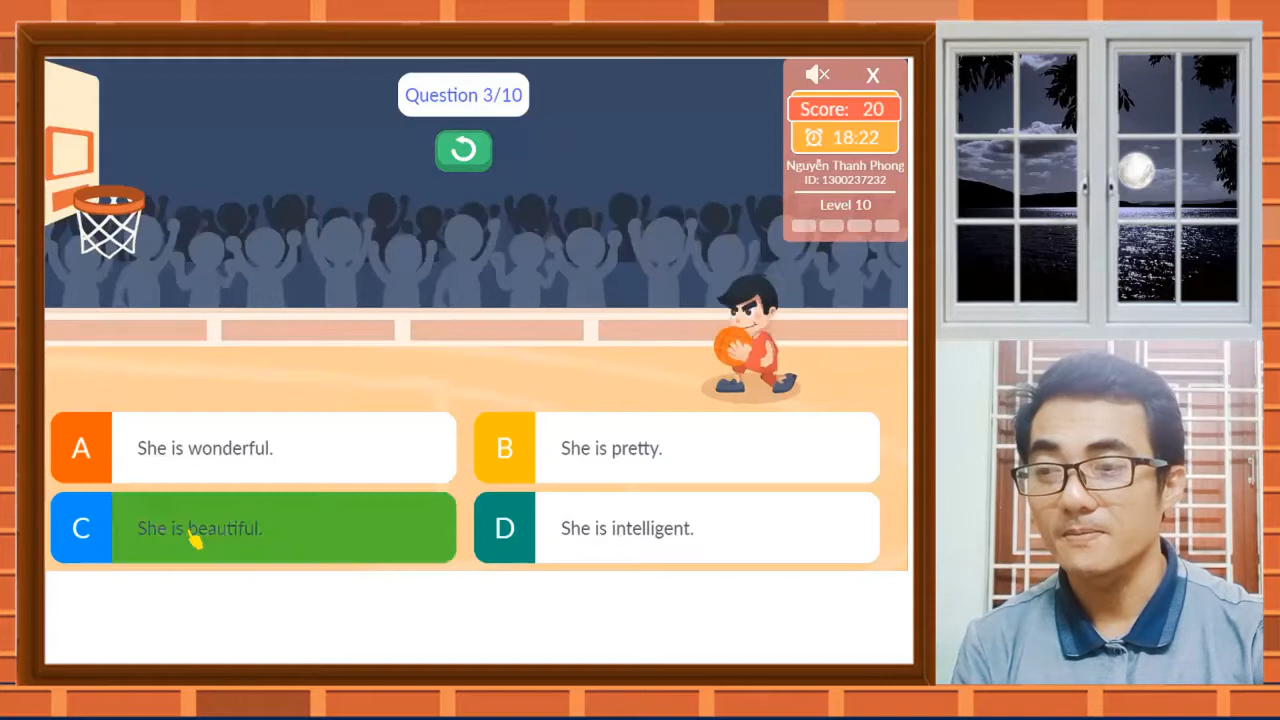 Question 3/10
X
Score: 20
18:22
Nguyễn Thanh Phong
ID: 1300237232
Level 10
A She is wonderful.
B She is pretty.
C She is beautiful.
D She is intelligent.